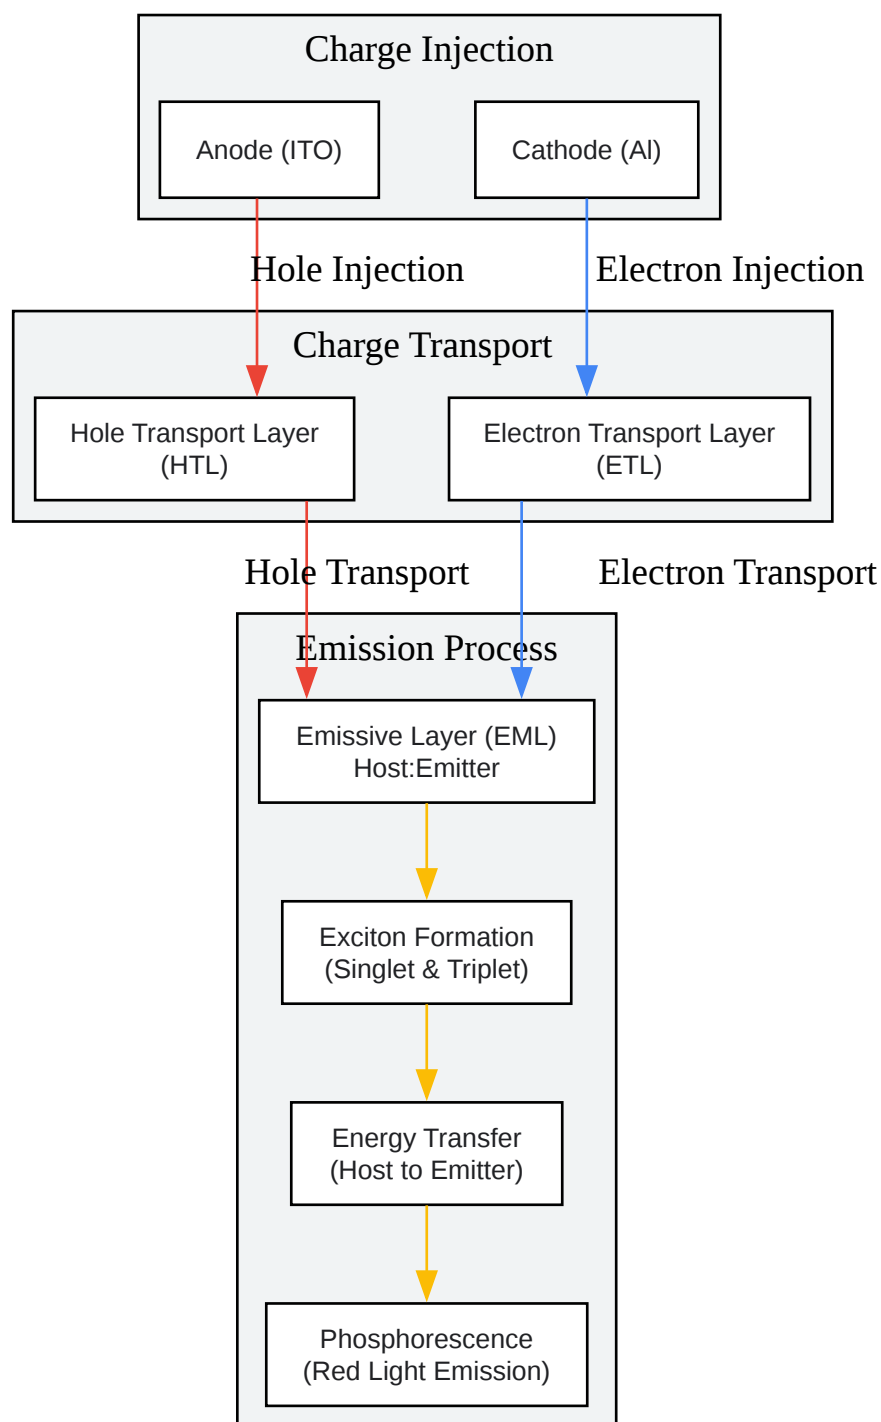 Charge Injection
Anode (ITO)
Cathode (Al)
Hole Injection
Electron Injection
Charge Transport
Hole Transport Layer
(HTL)
Electron Transport Layer
(ETL)
Hole Transport
Electron Transport
Emission Process
Emissive Layer (EML)
Host:Emitter
Exciton Formation
(Singlet & Triplet)
Energy Transfer
(Host to Emitter)
Phosphorescence
(Red Light Emission)